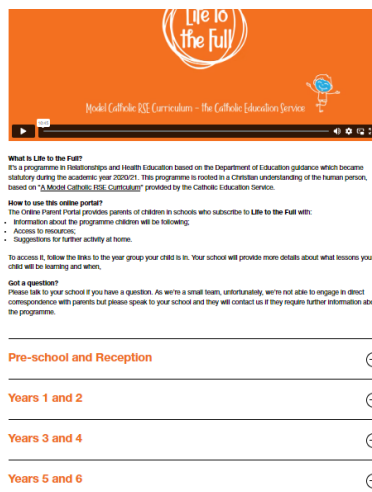 Life to
the Full
Model Catholic RSE Curriculum - the Catholic Education Service
What is Life to the Full?
It's a programme in Relationships and Health Education based on the Department of Education guidance which became
statutory during the academic year 2020/21. This programme is rooted in a Christian understanding of the human person,
based on "A Model Catholic RSE Curriculum" provided by the Catholic Education Service.
How to use this online portal?
The Online Parent Portal provides parents of children in schools who subscribe to Life to the Full with:
• Information about the programme children will be following;
• Access to resources;
• Suggestions for further activity at home.
To access it, follow the links to the year group your child is in. Your school will provide more details about what lessons you
child will be learning and when,
Got a question?
Please talk to your school if you have a question. As we're a small team, unfortunately, we're not able to engage in direct
correspondence with parents but please speak to your school and they will contact us if they require further information abo
the programme.
Pre-school and Reception
Years 1 and 2
Years 3 and 4
Years 5 and 6